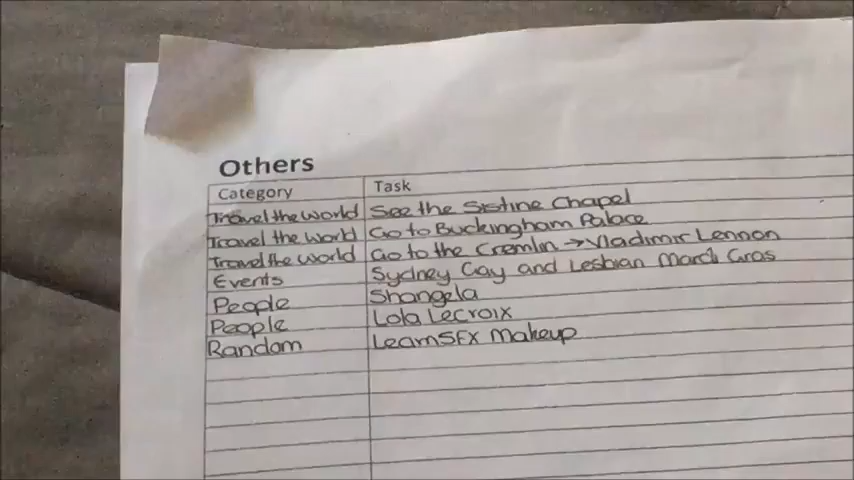 Others
Category Task
Travel the World See the Sistine Chapel
Travel the World Go to Buckingham Palace
Travel the World Go to the Cremlin → Vladimir Lennon
Events Sydney Gay and Lesbian Mardi Gras
People Shangela
People Lola Lecroix
Random Learn SFX Makeup